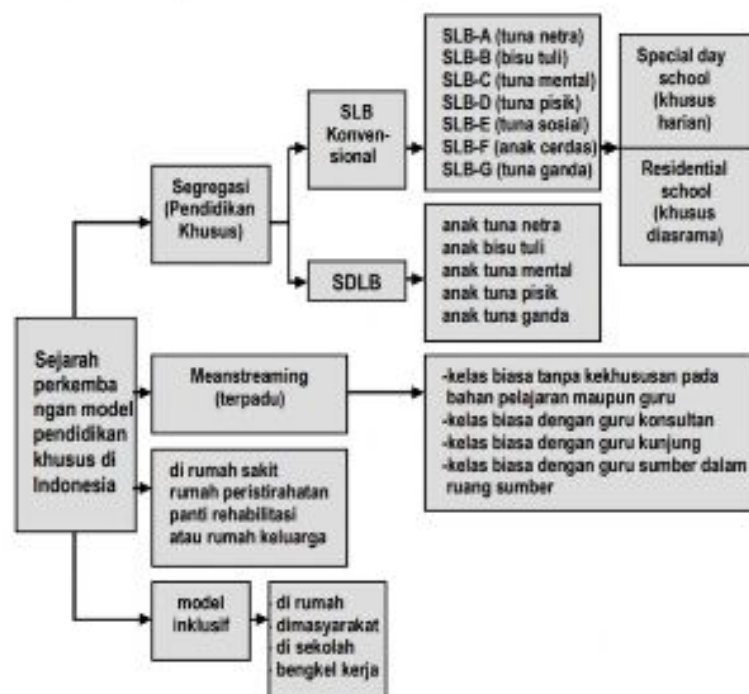 SLB-A (tuna netra)
SLB-B (bisu tuli)
SLB-C (tuna mental)
SLB-D (tuna pisik)
SLB-E (tuna sosial)
SLB-F (anak cerdas)
SLB-G (tuna ganda)
Special day
school
(khusus
harian)
Residential
school
(khusus
diasrama)
SLB
Konven-
sional
Segregasi
(Pendidikan
Khusus)
SDLB
anak tuna netra
anak bisu tuli
anak tuna mental
anak tuna pisik
anak tuna ganda
Sejarah
perkemba
ngan model
pendidikan
khusus di
Indonesia
Meanstreaming
(terpadu)
-kelas biasa tanpa kekhususan pada
bahan pelajaran maupun guru
-kelas biasa dengan guru konsultan
-kelas biasa dengan guru kunjung
-kelas biasa dengan guru sumber dalam
ruang sumber
di rumah sakit
rumah peristirahatan
panti rehabilitasi
atau rumah keluarga
model
inklusif
- di rumah
- dimasyarakat
- di sekolah
- bengkel kerja